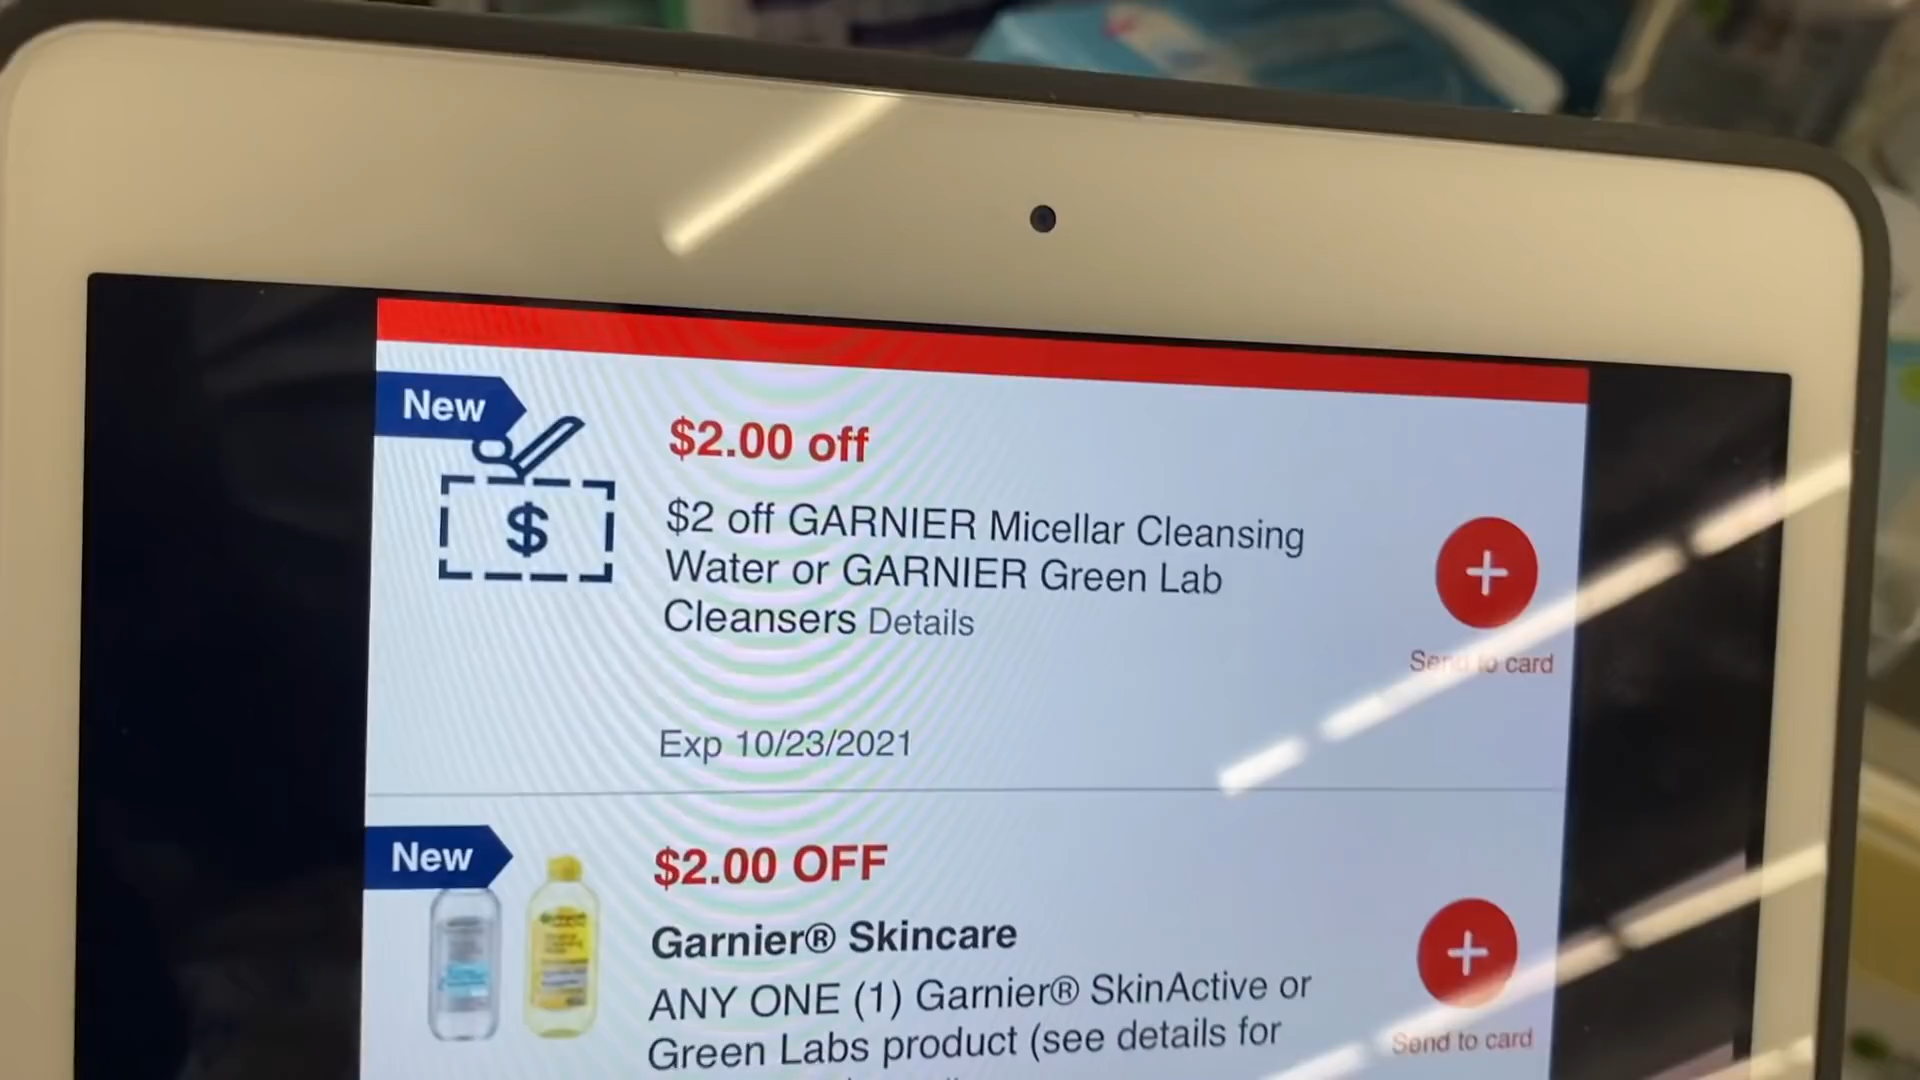 New
$
$2.00 off
$2 off GARNIER Micellar Cleansing
Water or GARNIER Green Lab
Cleansers Details
Send to card
Exp 10/23/2021
New
$2.00 OFF
Garnier® Skincare
ANY ONE (1) Garnier® SkinActive or
Green Labs product (see details for
Send to card